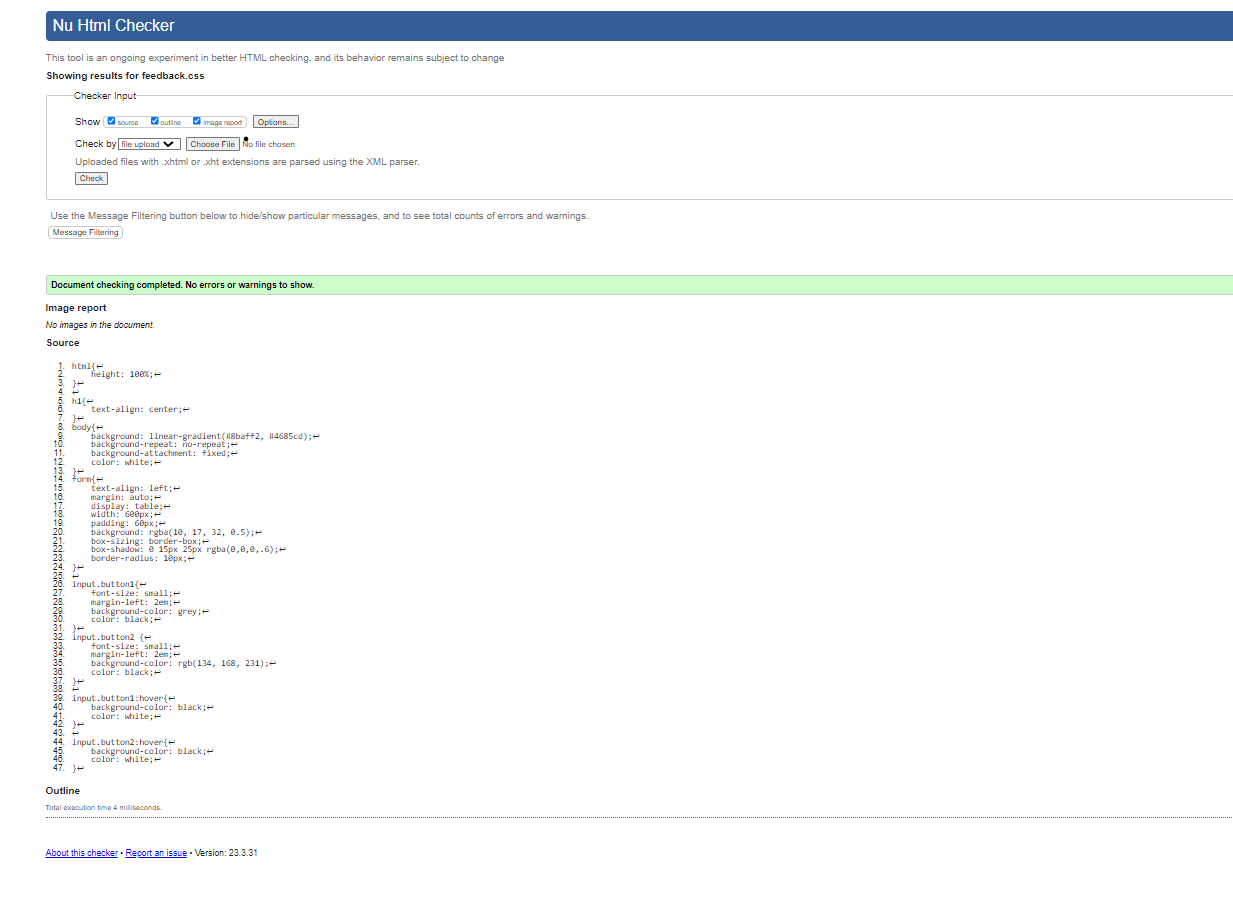 Nu Html Checker
This tool is an ongoing experiment in better HTML checking, and its behavior remains subject to change
Showing results for feedback.css
Checker Input
Show source outline image report Options...
Check by file upload Choose File No file chosen
Uploaded files with .xhtml or .xht extensions are parsed using the XML parser.
Check
Use the Message Filtering button below to hide/show particular messages, and to see total counts of errors and warnings.
Message Filtering
Document checking completed. No errors or warnings to show.
Image report
No images in the document.
Source
1. html{↩
2. height: 100%;↩
3. }↩
4. ↩
5. h1{↩
6. text-align: center;↩
7. }↩
8. body{↩
9. background: linear-gradient(#8baff2, #4685cd);↩
10. background-repeat: no-repeat;↩
11. background-attachment: fixed;↩
12. color: white;↩
13. }↩
14. form{↩
15. text-align: left;↩
16. margin: auto;↩
17. display: table;↩
18. width: 600px;↩
19. padding: 60px;↩
20. background: rgba(10, 17, 32, 0.5);↩
21. box-sizing: border-box;↩
22. box-shadow: 0 15px 25px rgba(0,0,0,.6);↩
23. border-radius: 10px;↩
24. }↩
25. ↩
26. input.button1{↩
27. font-size: small;↩
28. margin-left: 2em;↩
29. background-color: grey;↩
30. color: black;↩
31. }↩
32. input.button2 {↩
33. font-size: small;↩
34. margin-left: 2em;↩
35. background-color: rgb(134, 168, 231);↩
36. color: black;↩
37. }↩
38. ↩
39. input.button1:hover{↩
40. background-color: black;↩
41. color: white;↩
42. }↩
43. ↩
44. input.button2:hover{↩
45. background-color: black;↩
46. color: white;↩
47. }↩
Outline
Total execution time 4 milliseconds.
About this checker • Report an issue • Version: 23.3.31